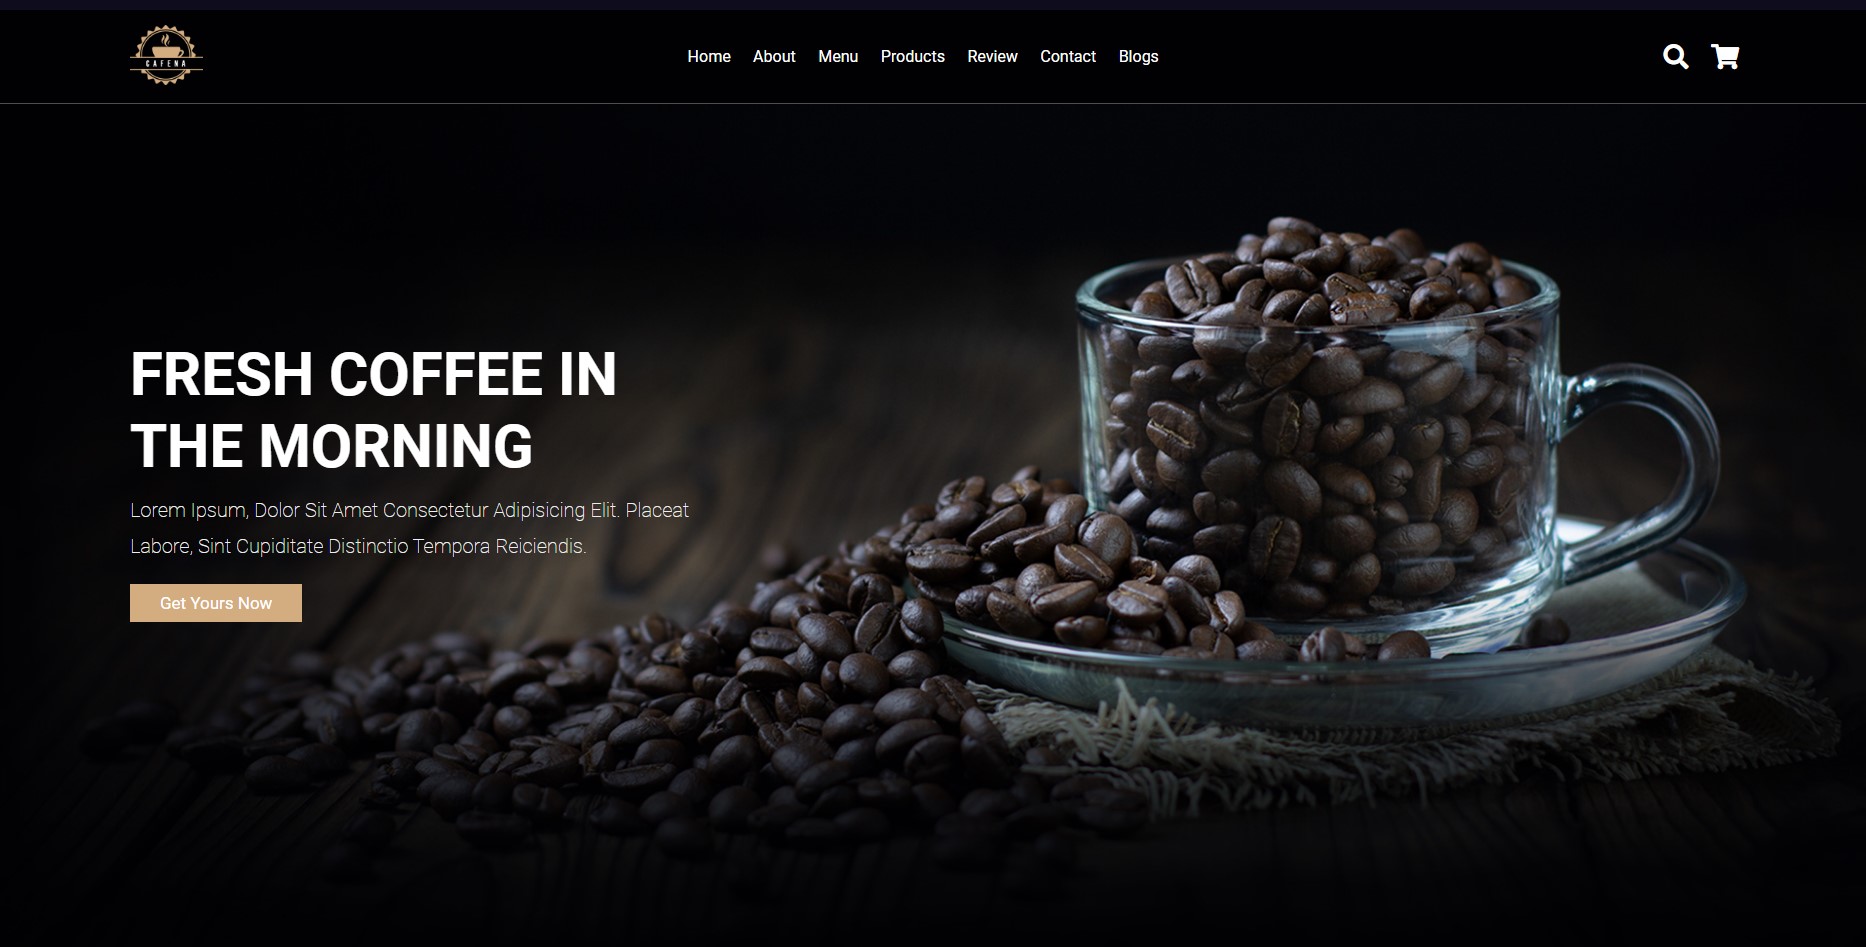 CAFENA
Home About Menu Products Review Contact Blogs
FRESH COFFEE IN
THE MORNING
Lorem Ipsum, Dolor Sit Amet Consectetur Adipisicing Elit. Placeat
Labore, Sint Cupiditate Distinctio Tempora Reiciendis.
Get Yours Now